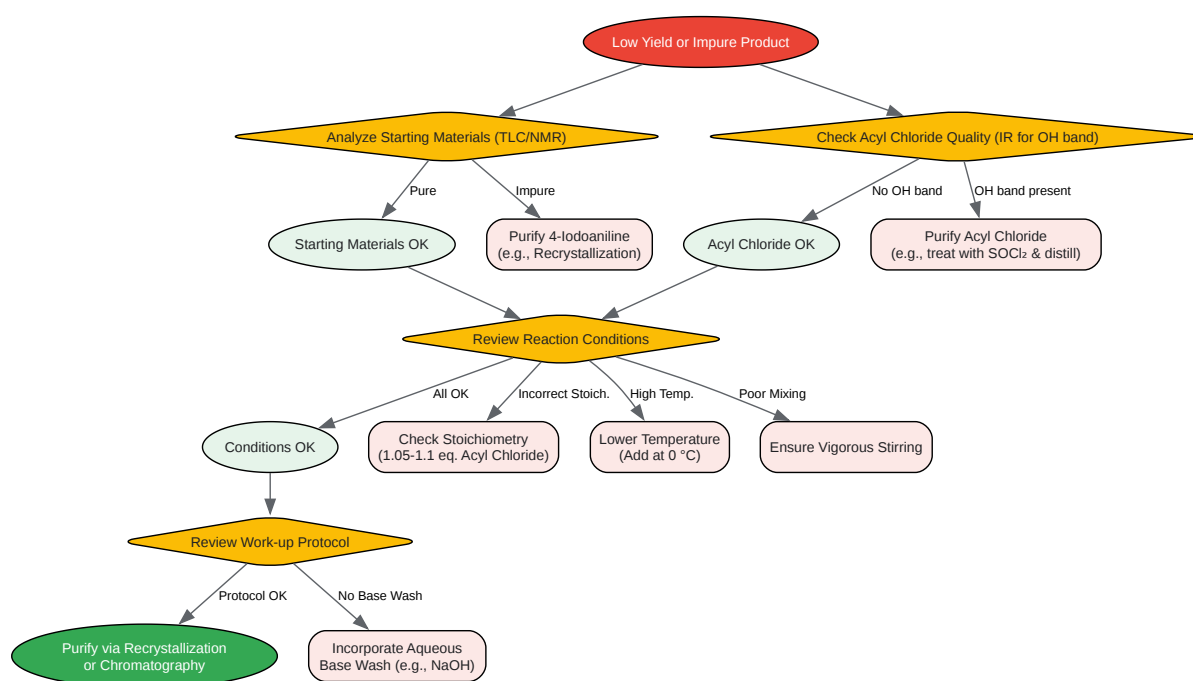 Low Yield or Impure Product
Analyze Starting Materials (TLC/NMR)
Check Acyl Chloride Quality (IR for OH band)
Pure
Impure
No OH band
OH band present
Starting Materials OK
Purify 4-Iodoaniline
(e.g., Recrystallization)
Acyl Chloride OK
Purify Acyl Chloride
(e.g., treat with SOCl₂ & distill)
Review Reaction Conditions
All OK
Incorrect Stoich.
High Temp.
Poor Mixing
Conditions OK
Check Stoichiometry
(1.05-1.1 eq. Acyl Chloride)
Lower Temperature
(Add at 0 °C)
Ensure Vigorous Stirring
Review Work-up Protocol
Protocol OK
No Base Wash
Purify via Recrystallization
or Chromatography
Incorporate Aqueous
Base Wash (e.g., NaOH)